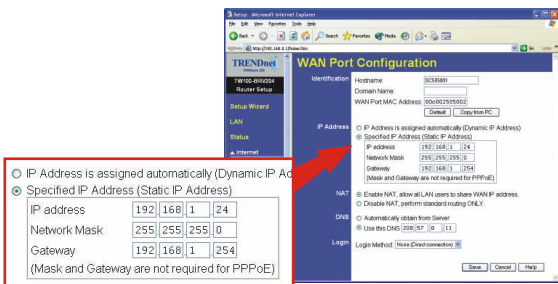 Setup - Microsoft Internet Explorer
File Edit View Favorites Tools Help
Back Search Favorites Media
Address http://192.168.0.1/home.htm Go Links
TRENDnet
TW100-BRV204
Router Setup
Setup Wizard
LAN
Status
Internet
WAN Port Configuration
Identification
Hostname:
Domain Name:
WAN Port MAC Address: 00c002505002
Default Copy from PC
IP Address
IP Address is assigned automatically (Dynamic IP Address)
Specified IP Address (Static IP Address)
IP address 192 168 1 24
Network Mask 255 255 255 0
Gateway 192 168 1 254
(Mask and Gateway are not required for PPPoE)
NAT
Enable NAT, allow all LAN users to share WAN IP address.
Disable NAT, perform standard routing ONLY.
DNS
Automatically obtain from Server
Use this DNS 208 57 0 11
Login
Login Method: None (Direct connection)
Save Cancel Help
IP Address is assigned automatically (Dynamic IP Ad
Specified IP Address (Static IP Address)
IP address 192 168 1 24
Network Mask 255 255 255 0
Gateway 192 168 1 254
(Mask and Gateway are not required for PPPoE)